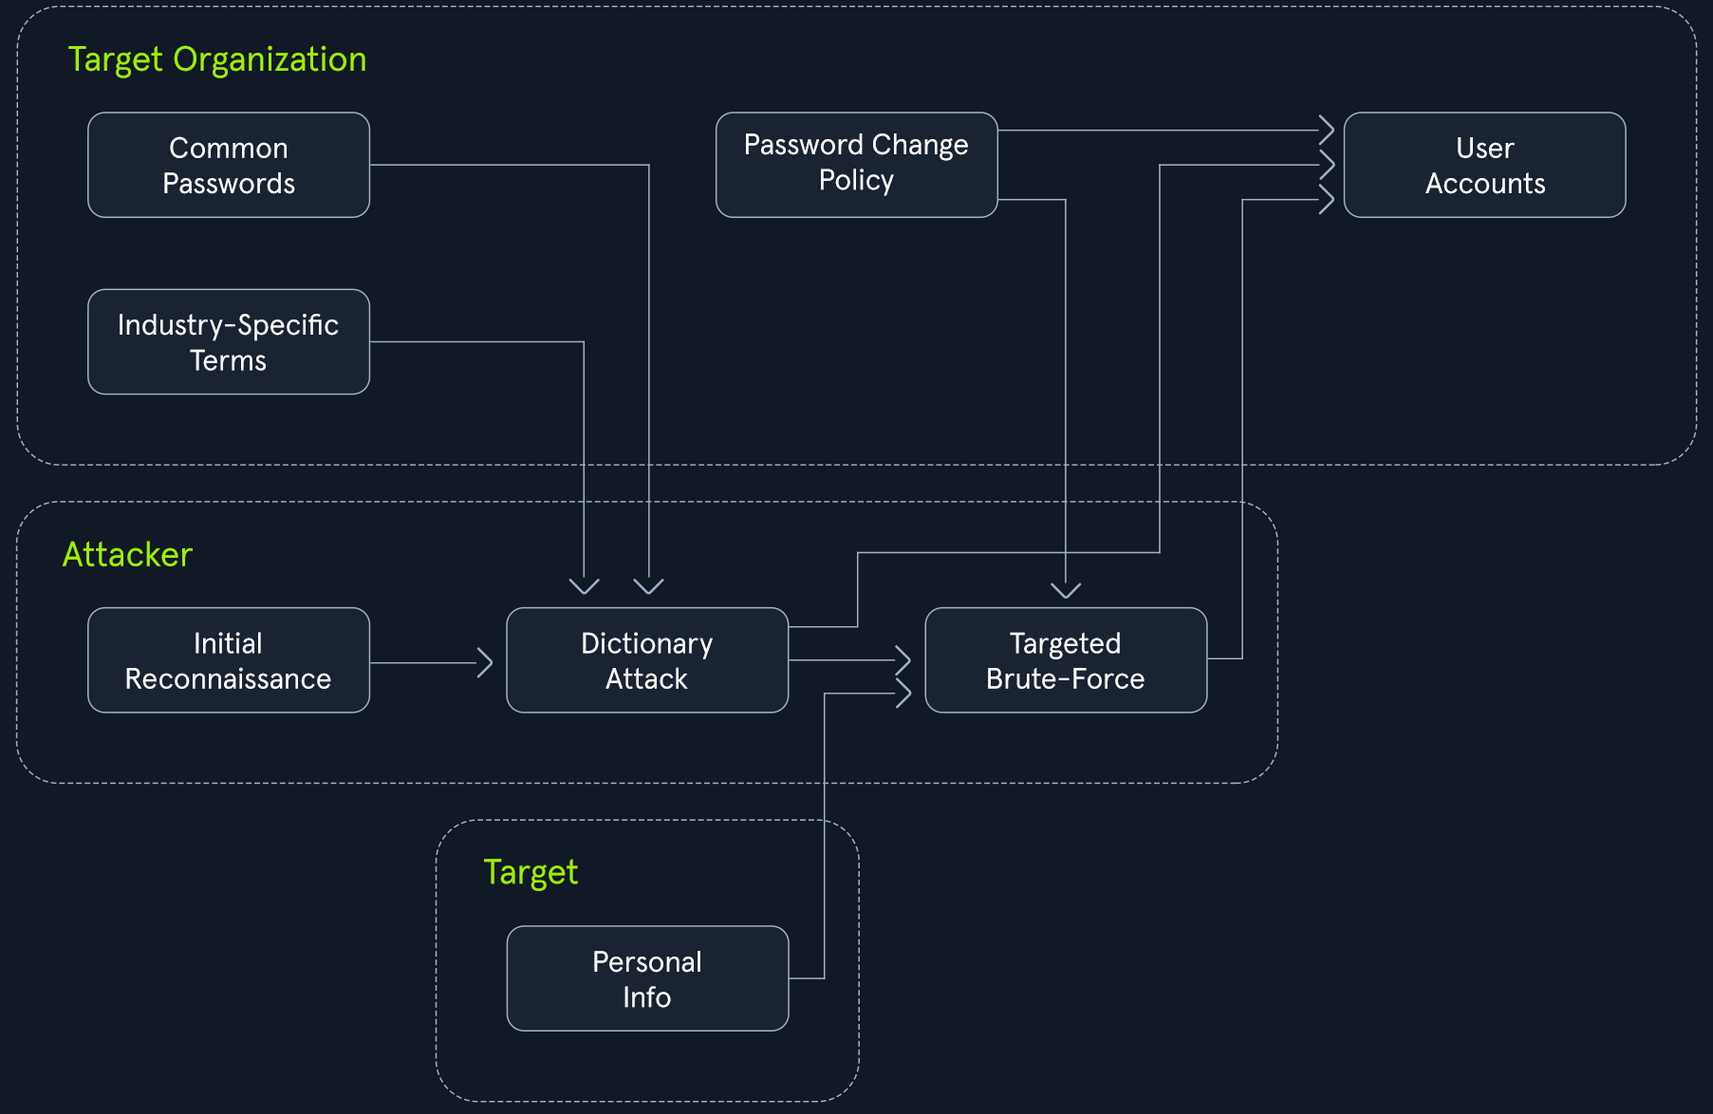 Target Organization
Common
Passwords
Password Change
Policy
User
Accounts
Industry-Specific
Terms
Attacker
Initial
Reconnaissance
Dictionary
Attack
Targeted
Brute-Force
Target
Personal
Info